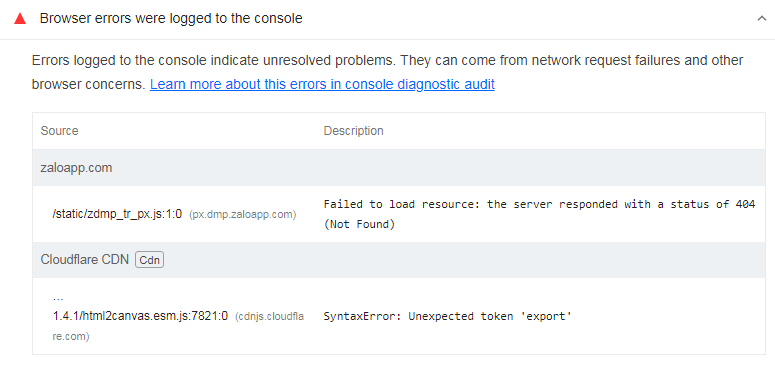 Browser errors were logged to the console
Errors logged to the console indicate unresolved problems. They can come from network request failures and other
browser concerns. Learn more about this errors in console diagnostic audit
Source Description
zaloapp.com
/static/zdmp_tr_px.js:1:0 (px.dmp.zaloapp.com) Failed to load resource: the server responded with a status of 404
(Not Found)
Cloudflare CDN Cdn
…
1.4.1/html2canvas.esm.js:7821:0 (cdnjs.cloudfla SyntaxError: Unexpected token 'export'
re.com)